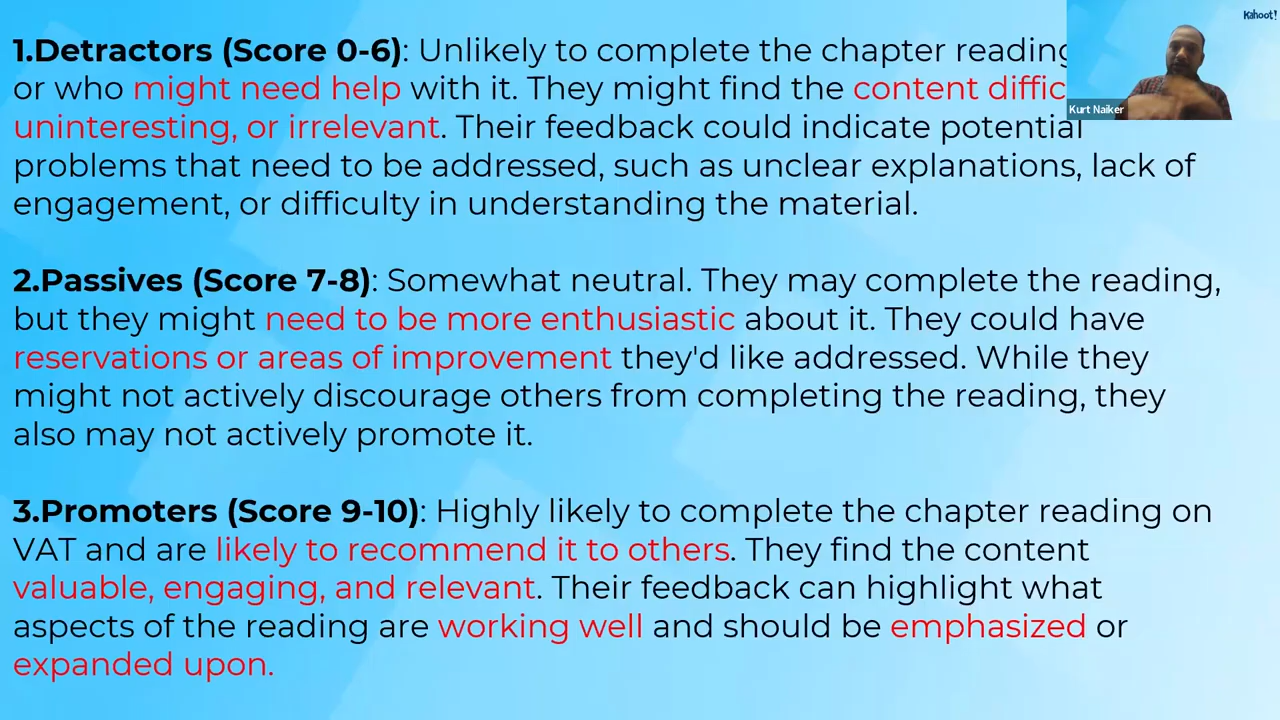 Kahoot!
1.Detractors (Score 0-6): Unlikely to complete the chapter reading
or who might need help with it. They might find the content
uninteresting, or irrelevant. Their feedback could indicate potential
problems that need to be addressed, such as unclear explanations, lack of
engagement, or difficulty in understanding the material.
Kurt Naiker
2.Passives (Score 7-8): Somewhat neutral. They may complete the reading,
but they might need to be more enthusiastic about it. They could have
reservations or areas of improvement they'd like addressed. While they
might not actively discourage others from completing the reading, they
also may not actively promote it.
3.Promoters (Score 9-10): Highly likely to complete the chapter reading on
VAT and are likely to recommend it to others. They find the content
valuable, engaging, and relevant. Their feedback can highlight what
aspects of the reading are working well and should be emphasized or
expanded upon.